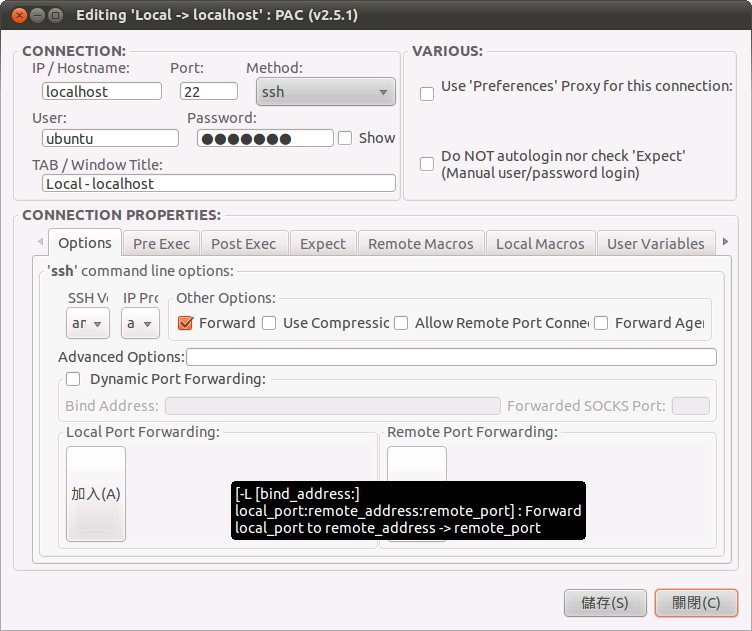 Editing 'Local -> localhost' : PAC (v2.5.1)
CONNECTION:
IP / Hostname: Port: Method:
localhost 22 ssh
User: Password:
ubuntu ●●●●●●● Show
TAB / Window Title:
Local - localhost
VARIOUS:
Use 'Preferences' Proxy for this connection:
Do NOT autologin nor check 'Expect'
(Manual user/password login)
CONNECTION PROPERTIES:
Options Pre Exec Post Exec Expect Remote Macros Local Macros User Variables
'ssh' command line options:
SSH Ve IP Pro Other Options:
an a Forward Use Compressic Allow Remote Port Conne Forward Ager
Advanced Options:
Dynamic Port Forwarding:
Bind Address: Forwarded SOCKS Port:
Local Port Forwarding: Remote Port Forwarding:
加入(A)
[-L [bind_address:]
local_port:remote_address:remote_port] : Forward
local_port to remote_address -> remote_port
儲存(S) 關閉(C)